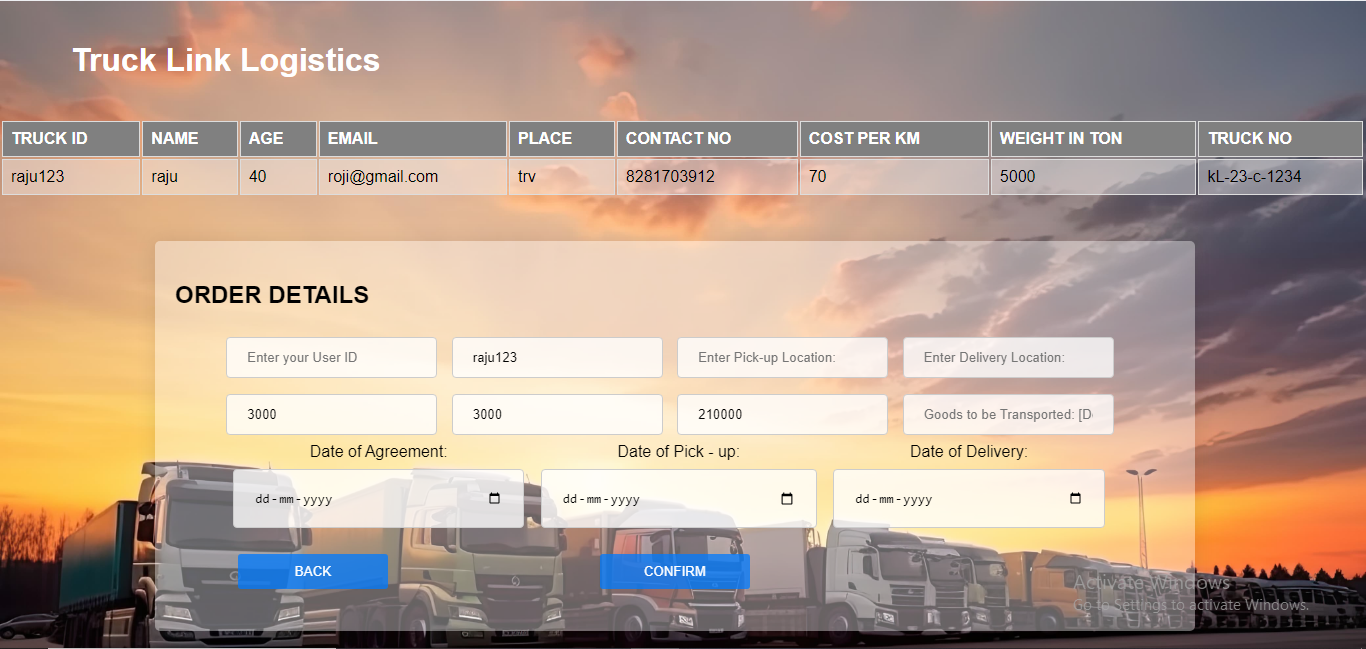 Truck Link Logistics
TRUCK ID NAME AGE EMAIL PLACE CONTACT NO COST PER KM WEIGHT IN TON TRUCK NO
raju123 raju 40 roji@gmail.com trv 8281703912 70 5000 kL-23-c-1234
ORDER DETAILS
Enter your User ID raju123 Enter Pick-up Location: Enter Delivery Location:
3000 3000 210000 Goods to be Transported: [D
Date of Agreement: Date of Pick - up: Date of Delivery:
dd-mm-yyyy dd-mm-yyyy dd-mm-yyyy
BACK CONFIRM
Activate Windows
Go to Settings to activate Windows.